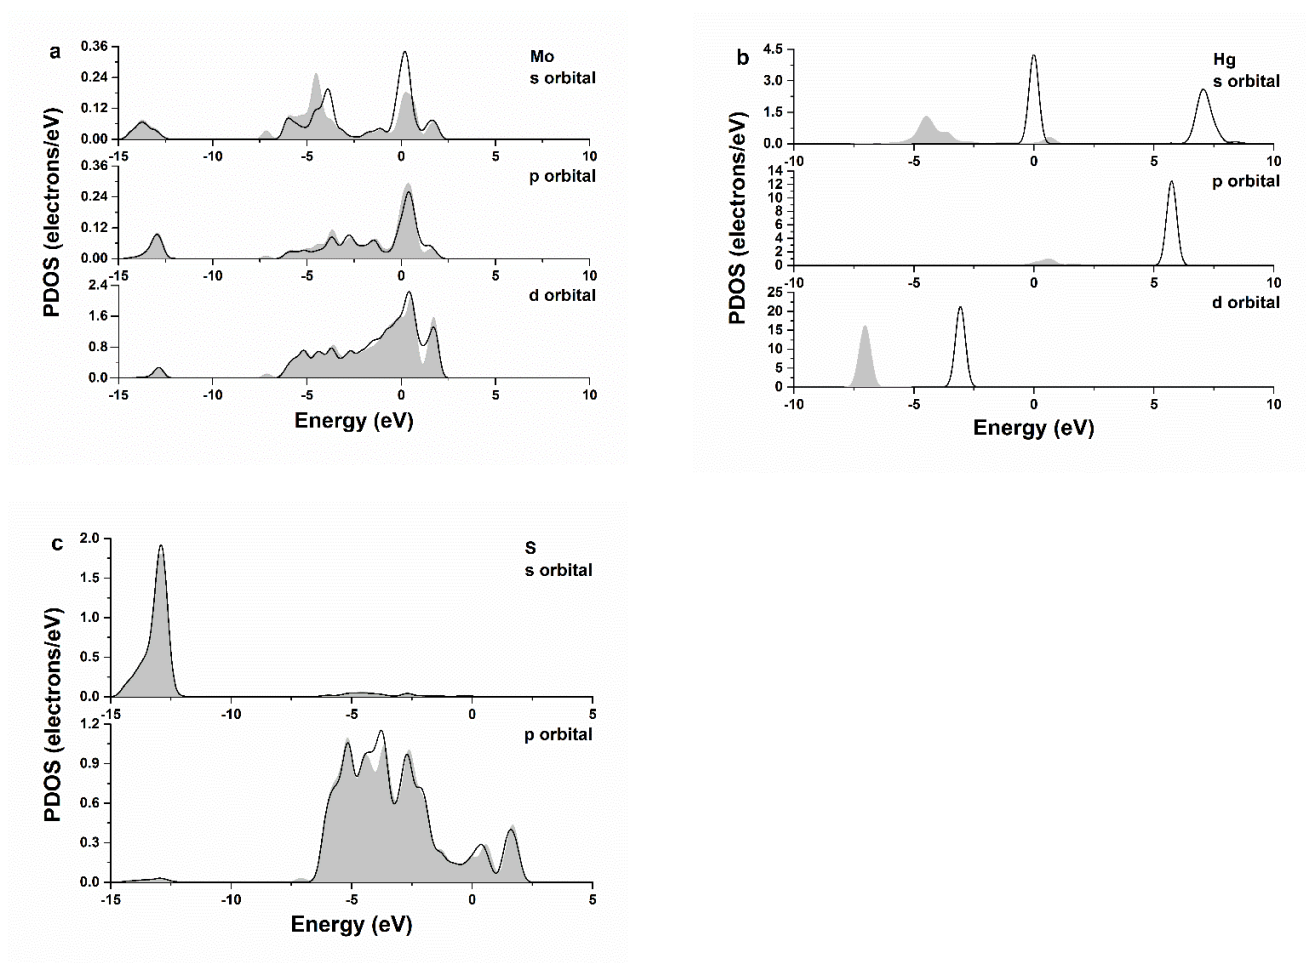 a
Mo
s orbital
0.36
0.24
0.12
0.00
-15 -10 -5 0 5 10
p orbital
0.36
0.24
0.12
0.00
-15 -10 -5 0 5 10
d orbital
2.4
1.6
0.8
0.0
-15 -10 -5 0 5 10
PDOS (electrons/eV)
Energy (eV)
b
Hg
s orbital
4.5
3.0
1.5
0.0
-10 -5 0 5 10
p orbital
14
12
10
8
6
4
2
0
-10 -5 0 5 10
d orbital
25
20
15
10
5
0
-10 -5 0 5 10
PDOS (electrons/eV)
Energy (eV)
c
S
s orbital
2.0
1.5
1.0
0.5
0.0
-15 -10 -5 0 5
p orbital
1.2
0.9
0.6
0.3
0.0
-15 -10 -5 0 5
PDOS (electrons/eV)
Energy (eV)